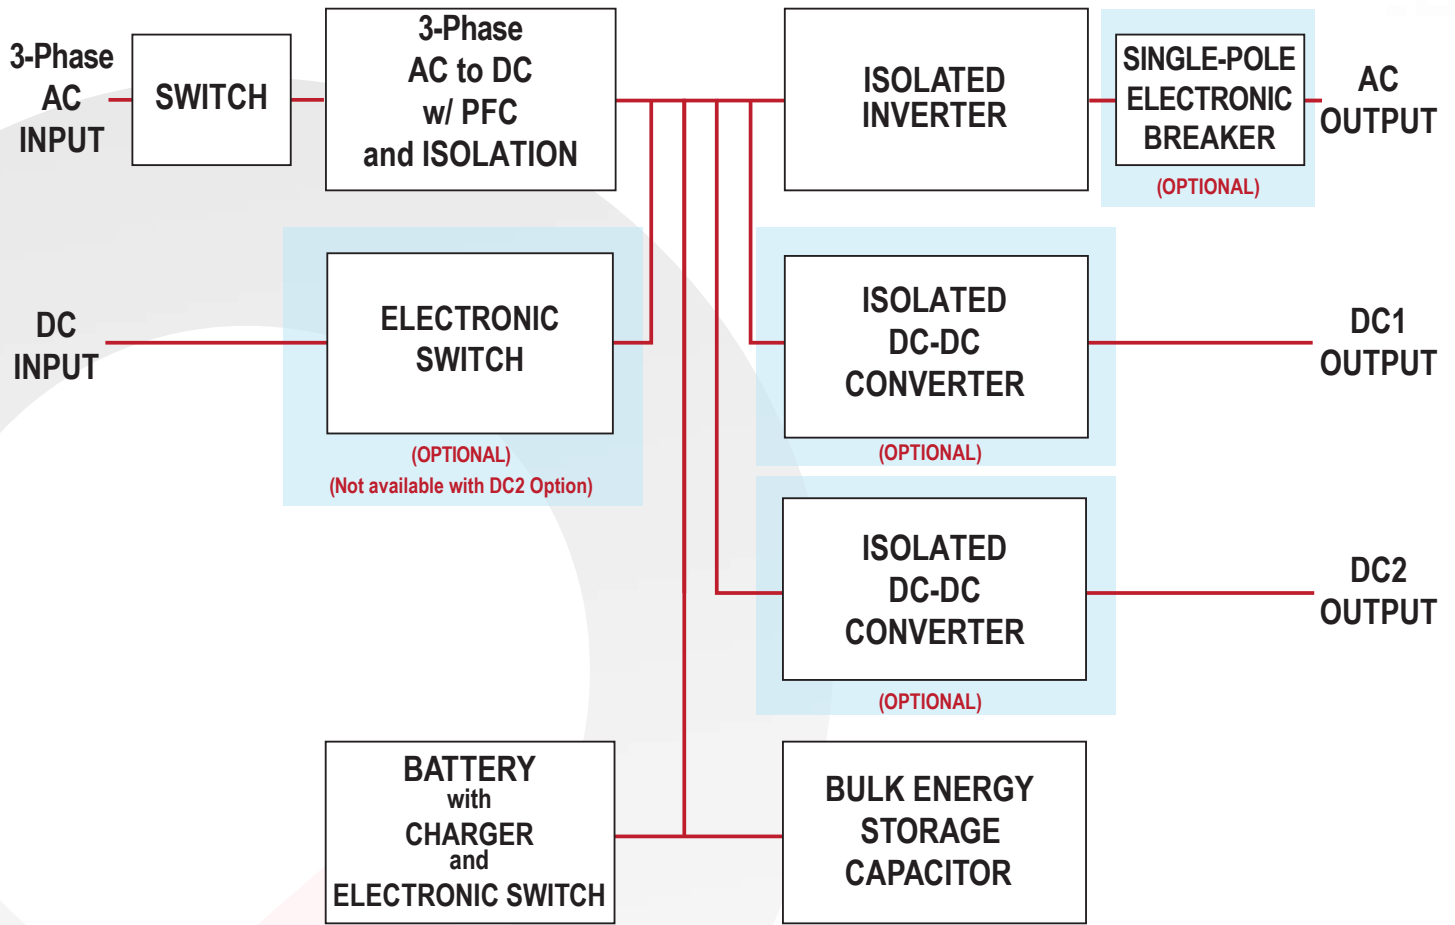 3-Phase
AC
INPUT
SWITCH
3-Phase
AC to DC
w/ PFC
and ISOLATION
ISOLATED
INVERTER
SINGLE-POLE
ELECTRONIC
BREAKER
(OPTIONAL)
AC
OUTPUT
DC
INPUT
ELECTRONIC
SWITCH
(OPTIONAL)
(Not available with DC2 Option)
ISOLATED
DC-DC
CONVERTER
(OPTIONAL)
DC1
OUTPUT
ISOLATED
DC-DC
CONVERTER
(OPTIONAL)
DC2
OUTPUT
BATTERY
with
CHARGER
and
ELECTRONIC SWITCH
BULK ENERGY
STORAGE
CAPACITOR